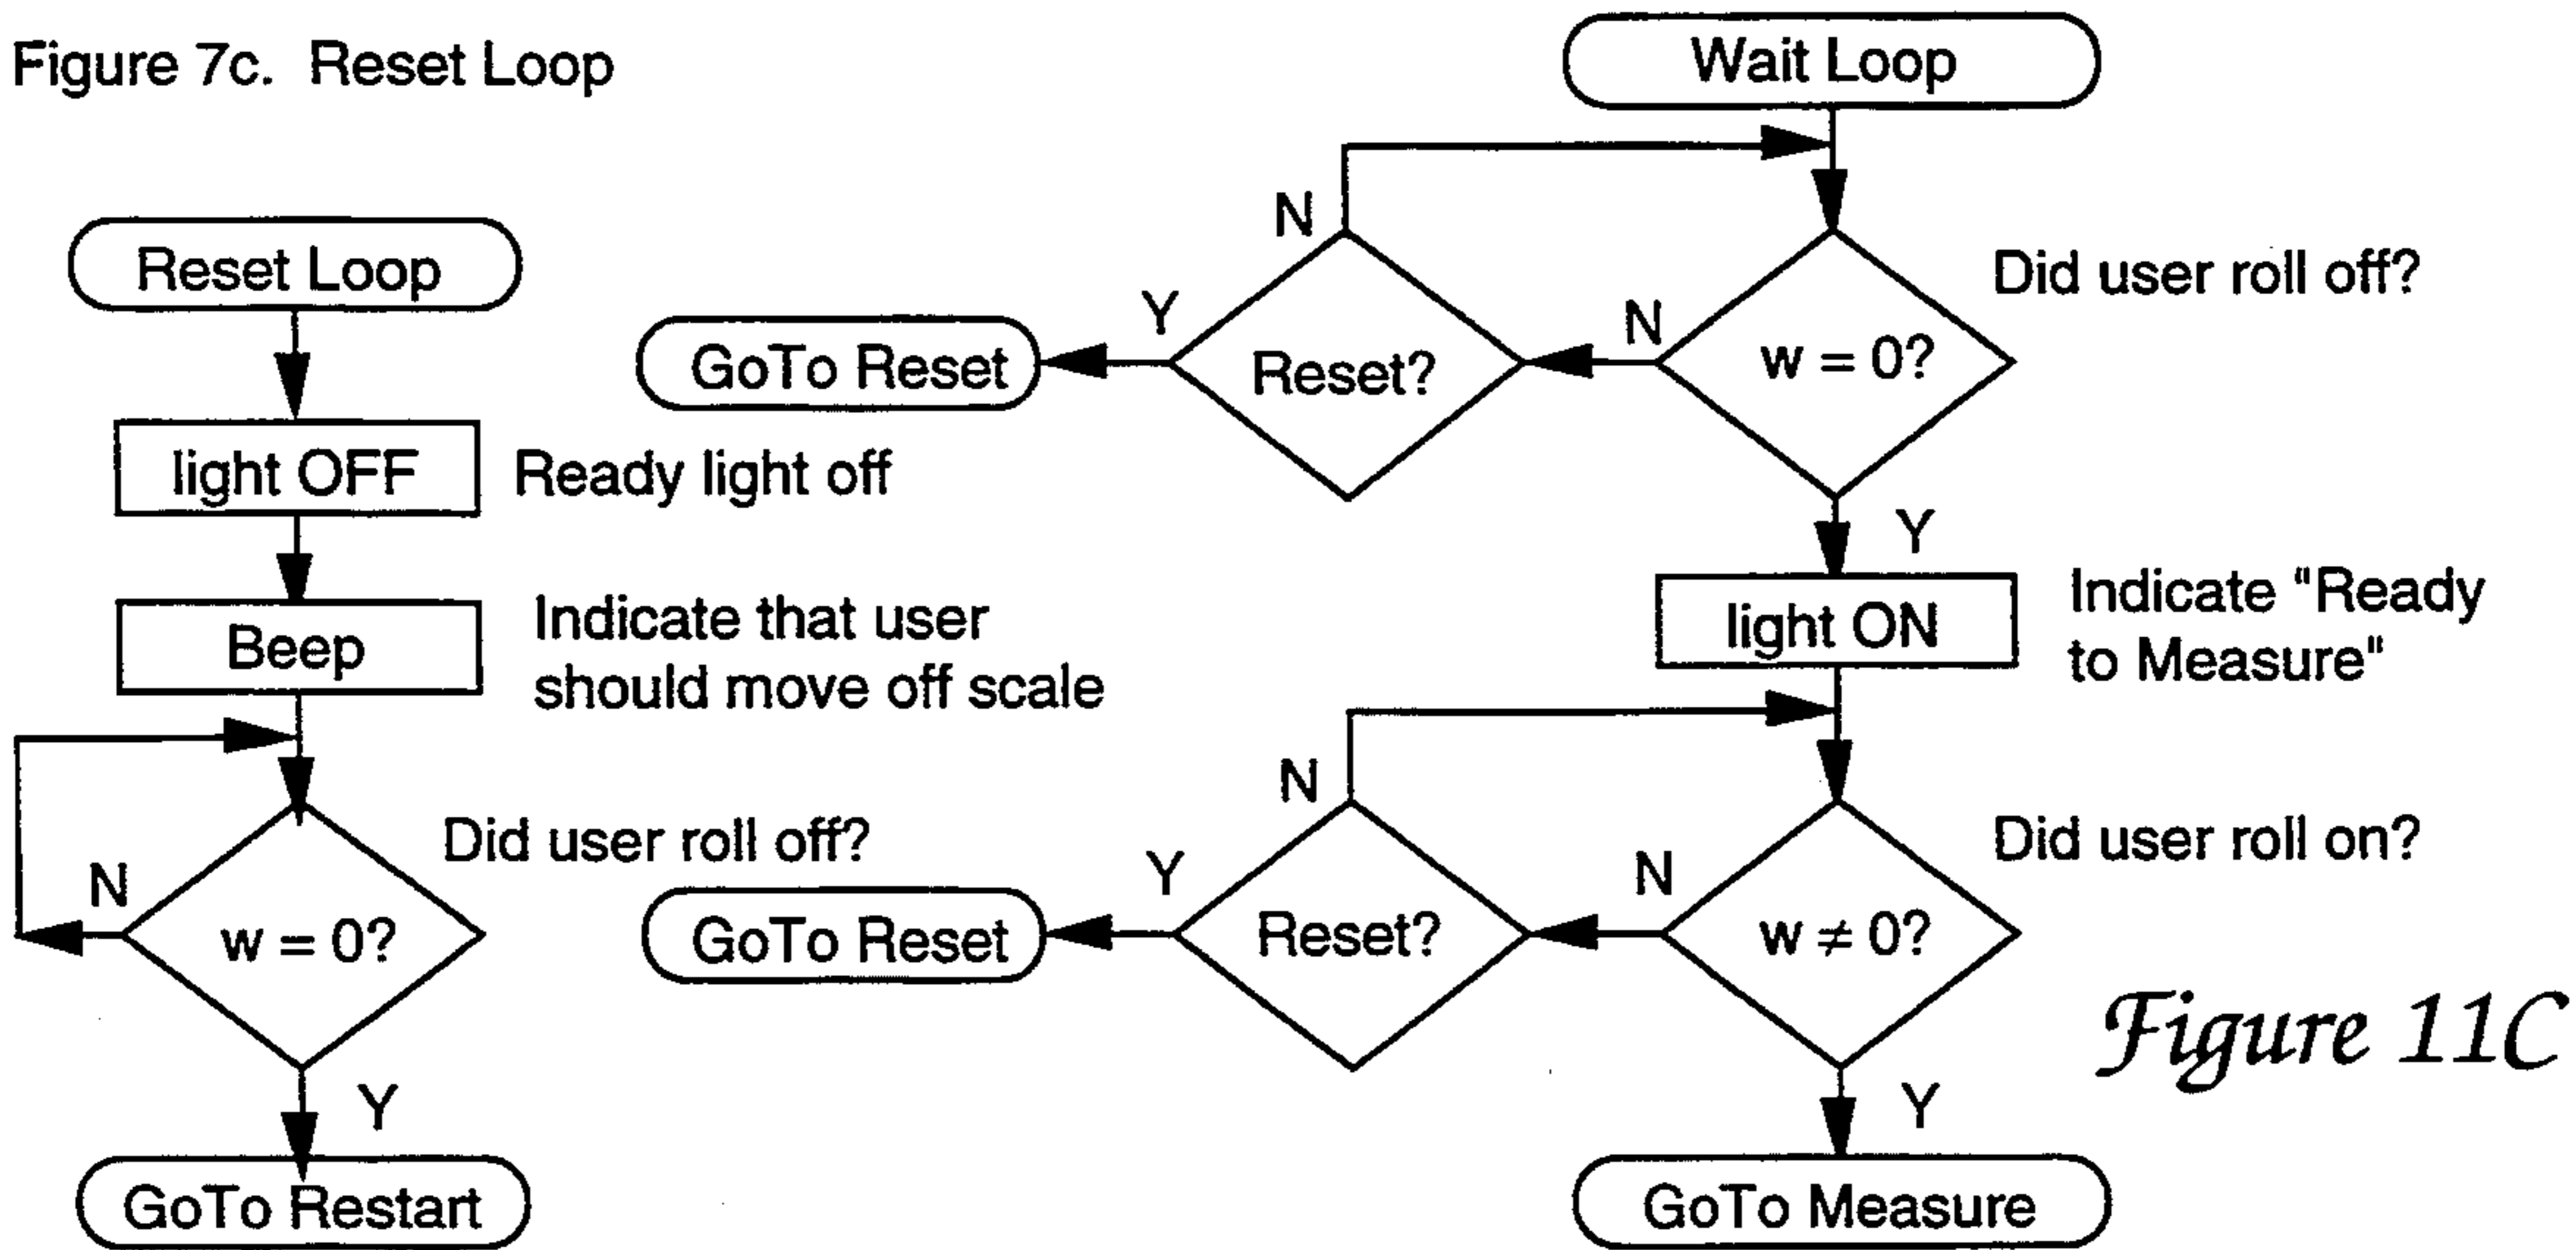 Figure 7c. Reset Loop
Reset Loop
light OFF
Ready light off
Beep
Indicate that user
should move off scale
Did user roll off?
N
w = 0?
Y
GoTo Restart
Wait Loop
N
Did user roll off?
Y
N
GoTo Reset
Reset?
w = 0?
Y
light ON
Indicate "Ready
to Measure"
N
Did user roll on?
Y
N
GoTo Reset
Reset?
w ≠ 0?
Y
GoTo Measure
Figure 11C